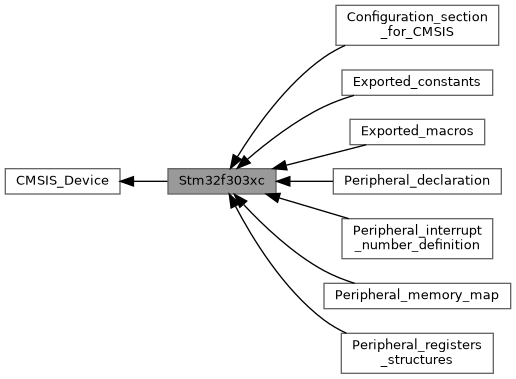 Configuration_section
_for_CMSIS
Exported_constants
Exported_macros
CMSIS_Device
Stm32f303xc
Peripheral_declaration
Peripheral_interrupt
_number_definition
Peripheral_memory_map
Peripheral_registers
_structures